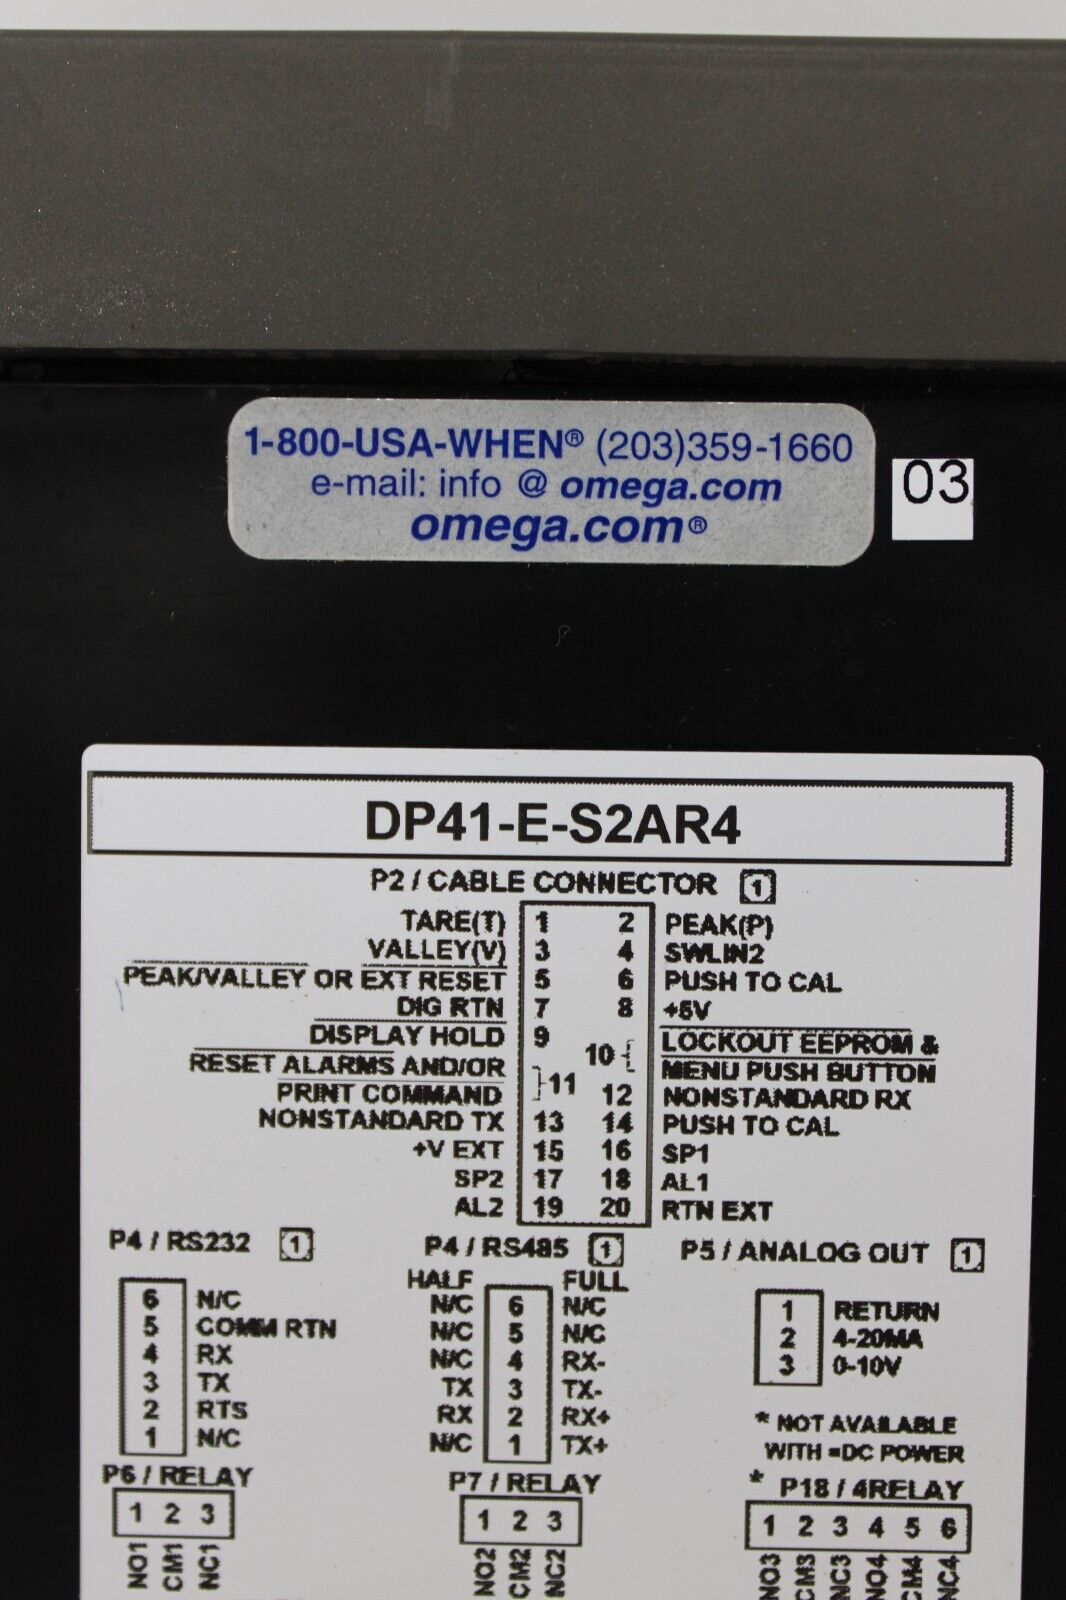 1-800-USA-WHEN® (203)359-1660
e-mail: info @ omega.com
omega.com®
03
DP41-E-S2AR4
P2 / CABLE CONNECTOR 1
TARE(T) 1 2 PEAK(P)
VALLEY(V) 3 4 SWLIN2
PEAK/VALLEY OR EXT RESET 5 6 PUSH TO CAL
DIG RTN 7 8 +5V
DISPLAY HOLD 9 10 LOCKOUT EEPROM &
RESET ALARMS AND/OR MENU PUSH BUTTON
PRINT COMMAND 11 12 NONSTANDARD RX
NONSTANDARD TX 13 14 PUSH TO CAL
+V EXT 15 16 SP1
SP2 17 18 AL1
AL2 19 20 RTN EXT
P4 / RS232 1
6 N/C
5 COMM RTN
4 RX
3 TX
2 RTS
1 N/C
P4 / RS485 1
HALF FULL
N/C 6 N/C
N/C 5 N/C
N/C 4 RX-
TX 3 TX-
RX 2 RX+
N/C 1 TX+
P5 / ANALOG OUT 1
1 RETURN
2 4-20MA
3 0-10V
* NOT AVAILABLE
WITH =DC POWER
P6 / RELAY
1 2 3
NO1 CM1 NC1
P7 / RELAY
1 2 3
NO2 CM2 NC2
* P18 / 4RELAY
1 2 3 4 5 6
NO3 CM3 NC3 NO4 CM4 NC4